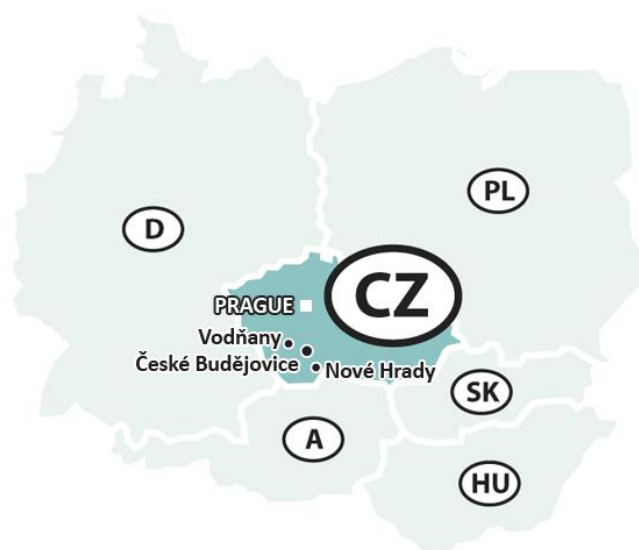 PL
D
CZ
PRAGUE
Vodňany
České Budějovice
Nové Hrady
SK
A
HU